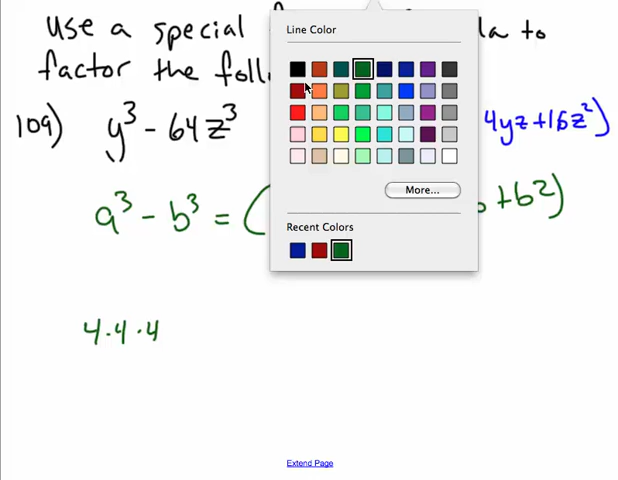 use a special
Line Color
la to
factor the follo
109) y³ - 64z³
4yz+16z²)
a³ - b³ = (
+b²)
More...
Recent Colors
4·4·4
Extend Page